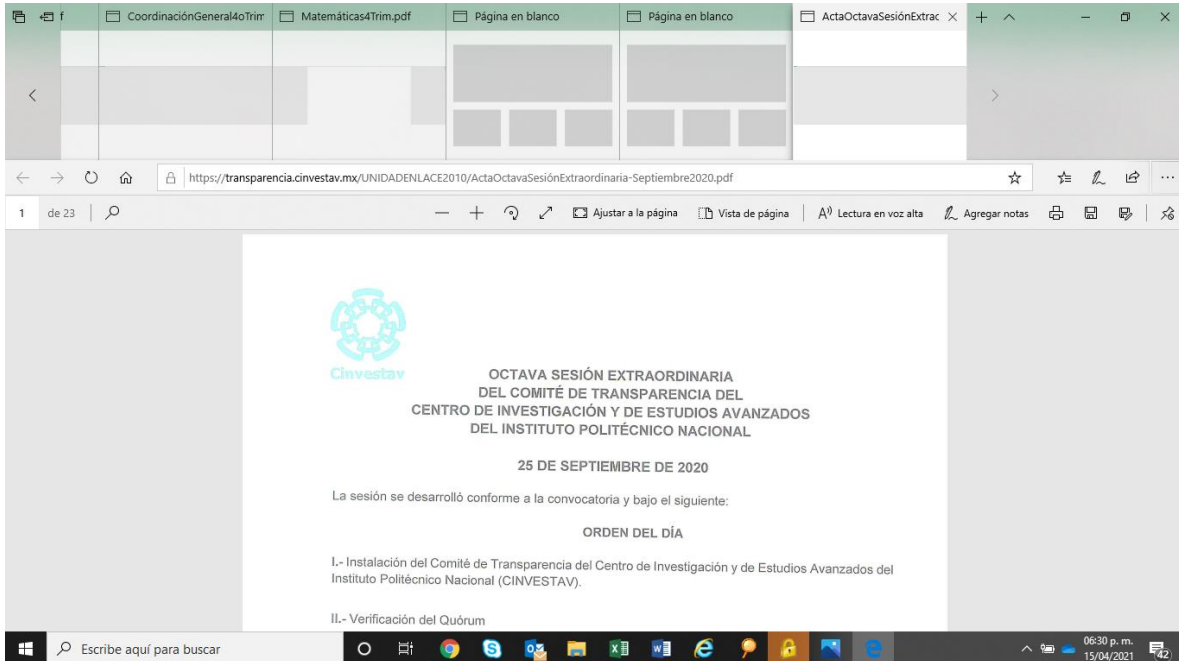 f
CoordinaciónGeneral4oTrim
Matemáticas4Trim.pdf
Página en blanco
Página en blanco
ActaOctavaSesiónExtrac
https://transparencia.cinvestav.mx/UNIDADENLACE2010/ActaOctavaSesiónExtraordinaria-Septiembre2020.pdf
1 de 23
Ajustar a la página
Vista de página
Lectura en voz alta
Agregar notas
Cinvestav
OCTAVA SESIÓN EXTRAORDINARIA
DEL COMITÉ DE TRANSPARENCIA DEL
CENTRO DE INVESTIGACIÓN Y DE ESTUDIOS AVANZADOS
DEL INSTITUTO POLITÉCNICO NACIONAL
25 DE SEPTIEMBRE DE 2020
La sesión se desarrolló conforme a la convocatoria y bajo el siguiente:
ORDEN DEL DÍA
I.- Instalación del Comité de Transparencia del Centro de Investigación y de Estudios Avanzados del
Instituto Politécnico Nacional (CINVESTAV).
II.- Verificación del Quórum
Escribe aquí para buscar
06:30 p. m.
15/04/2021
42